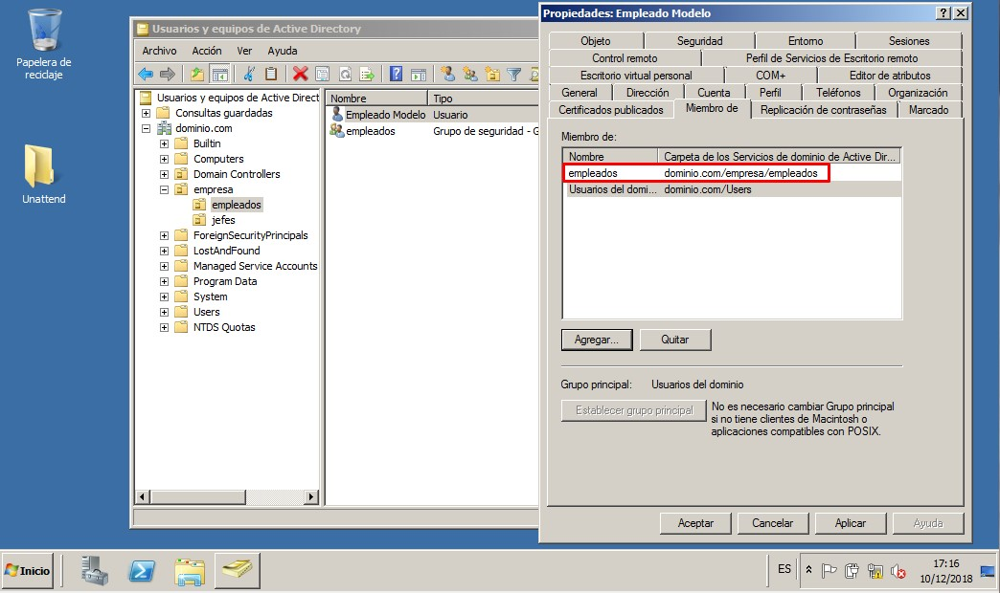 Papelera de
reciclaje
Unattend
Usuarios y equipos de Active Directory
Archivo Acción Ver Ayuda
Usuarios y equipos de Active Direct
Consultas guardadas
dominio.com
Builtin
Computers
Domain Controllers
empresa
empleados
jefes
ForeignSecurityPrincipals
LostAndFound
Managed Service Accounts
Program Data
System
Users
NTDS Quotas
Nombre Tipo
Empleado Modelo Usuario
empleados Grupo de seguridad - G
Propiedades: Empleado Modelo
Objeto Seguridad Entorno Sesiones
Control remoto Perfil de Servicios de Escritorio remoto
Escritorio virtual personal COM+ Editor de atributos
General Dirección Cuenta Perfil Teléfonos Organización
Certificados publicados Miembro de Replicación de contraseñas Marcado
Miembro de:
Nombre Carpeta de los Servicios de dominio de Active Dir...
empleados dominio.com/empresa/empleados
Usuarios del domi... dominio.com/Users
Agregar... Quitar
Grupo principal: Usuarios del dominio
Establecer grupo principal
No es necesario cambiar Grupo principal
si no tiene clientes de Macintosh o
aplicaciones compatibles con POSIX.
Aceptar Cancelar Aplicar Ayuda
Inicio
ES
17:16
10/12/2018